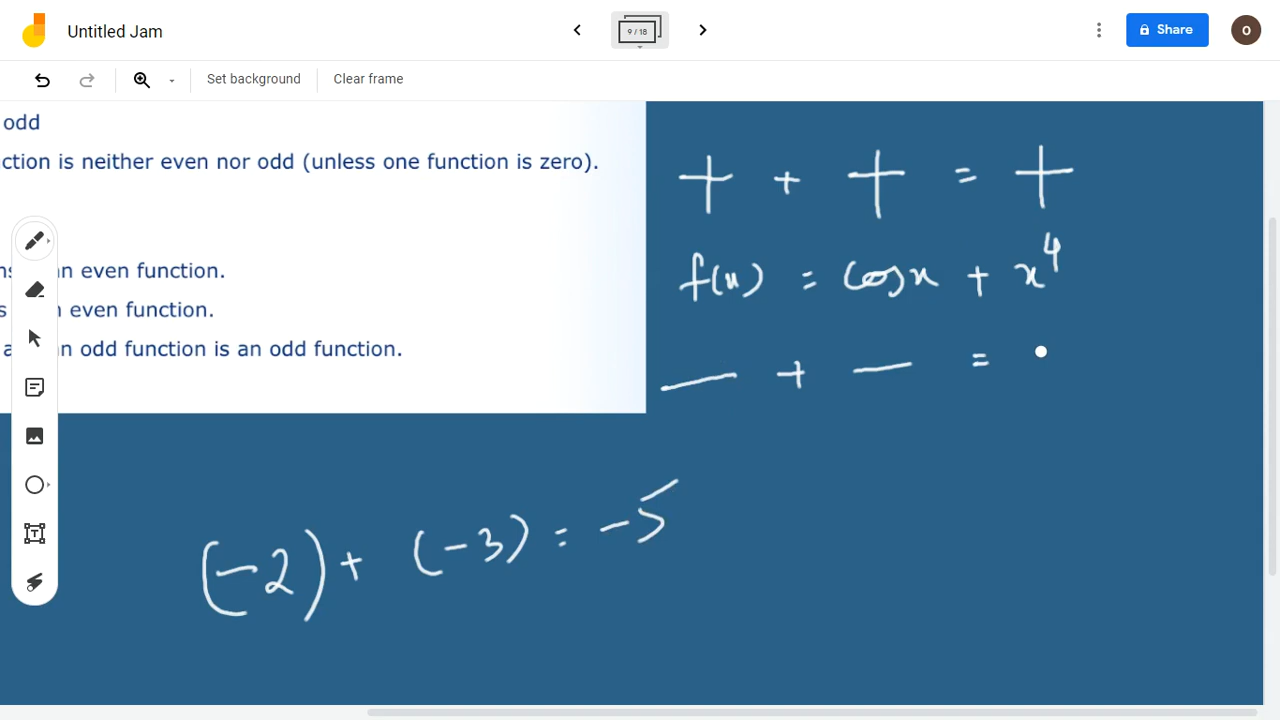 Untitled Jam
9 / 18
Share
O
Set background
Clear frame
odd
ction is neither even nor odd (unless one function is zero).
n even function.
n even function.
n odd function is an odd function.
+ + + = +
f(x) = cosx + x⁴
— + — =
(-2) + (-3) = -5